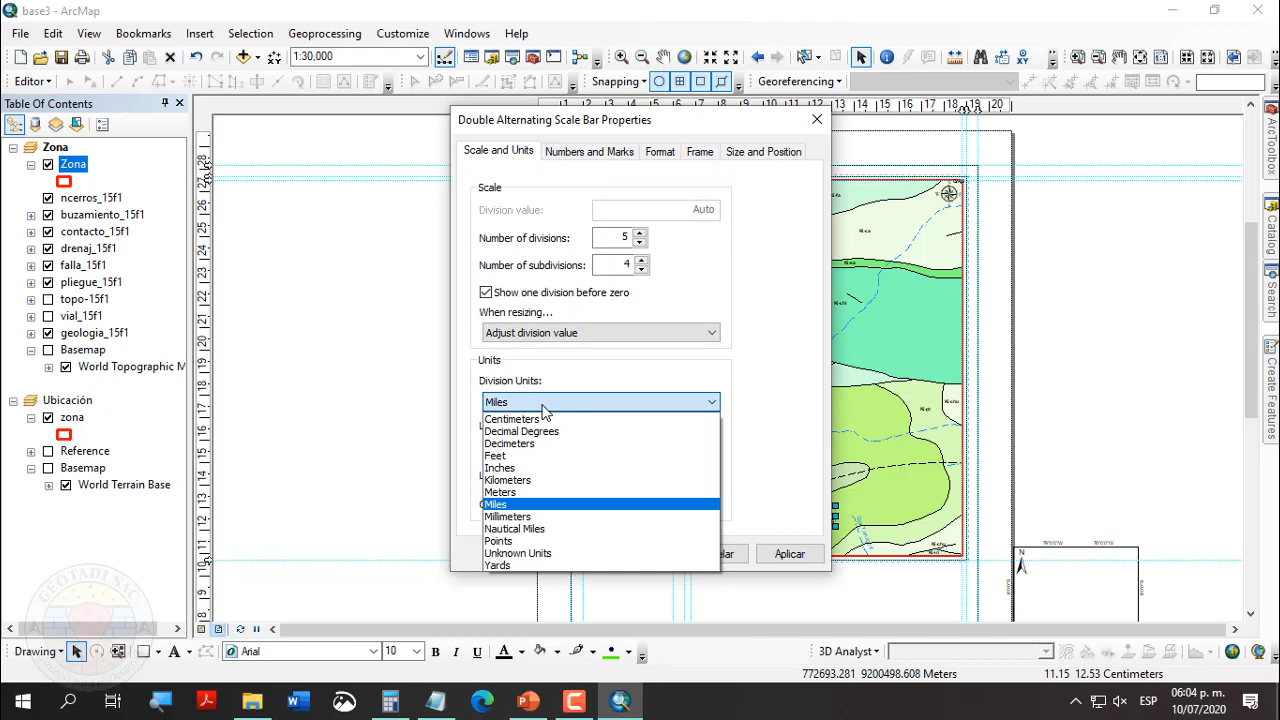 base3 - ArcMap
File Edit View Bookmarks Insert Selection Geoprocessing Customize Windows Help
1:30,000
Editor Snapping Georeferencing
Table Of Contents
Zona
Zona
ncerros_15f1
buzamiento_15f1
contacto_15f1
drenaj_15f1
falla_15f1
pliegue_15f1
topo-15f1
vial_15f1
geologia_15f1
Basemap
World Topographic M
Ubicación
zona
Reference
Basemap
World Terrain Base
Double Alternating Scale Bar Properties
Scale and Units Numbers and Marks Format Frame Size and Position
Scale
Division value: Auto
Number of divisions: 5
Number of subdivisions: 4
Show one division before zero
When resizing...
Adjust division value
Units
Division Units:
Miles
Centimeters
Decimal Degrees
Decimeters
Feet
Inches
Kilometers
Meters
Miles
Millimeters
Nautical Miles
Points
Unknown Units
Yards
elar Aplicar
N
ArcToolbox
Catalog
Search
Create Features
GEOTADISC
Drawing Arial 10 B I U A 3D Analyst
772693.281 9200498.608 Meters 11.15 12.53 Centimeters
ESP
06:04 p. m.
10/07/2020